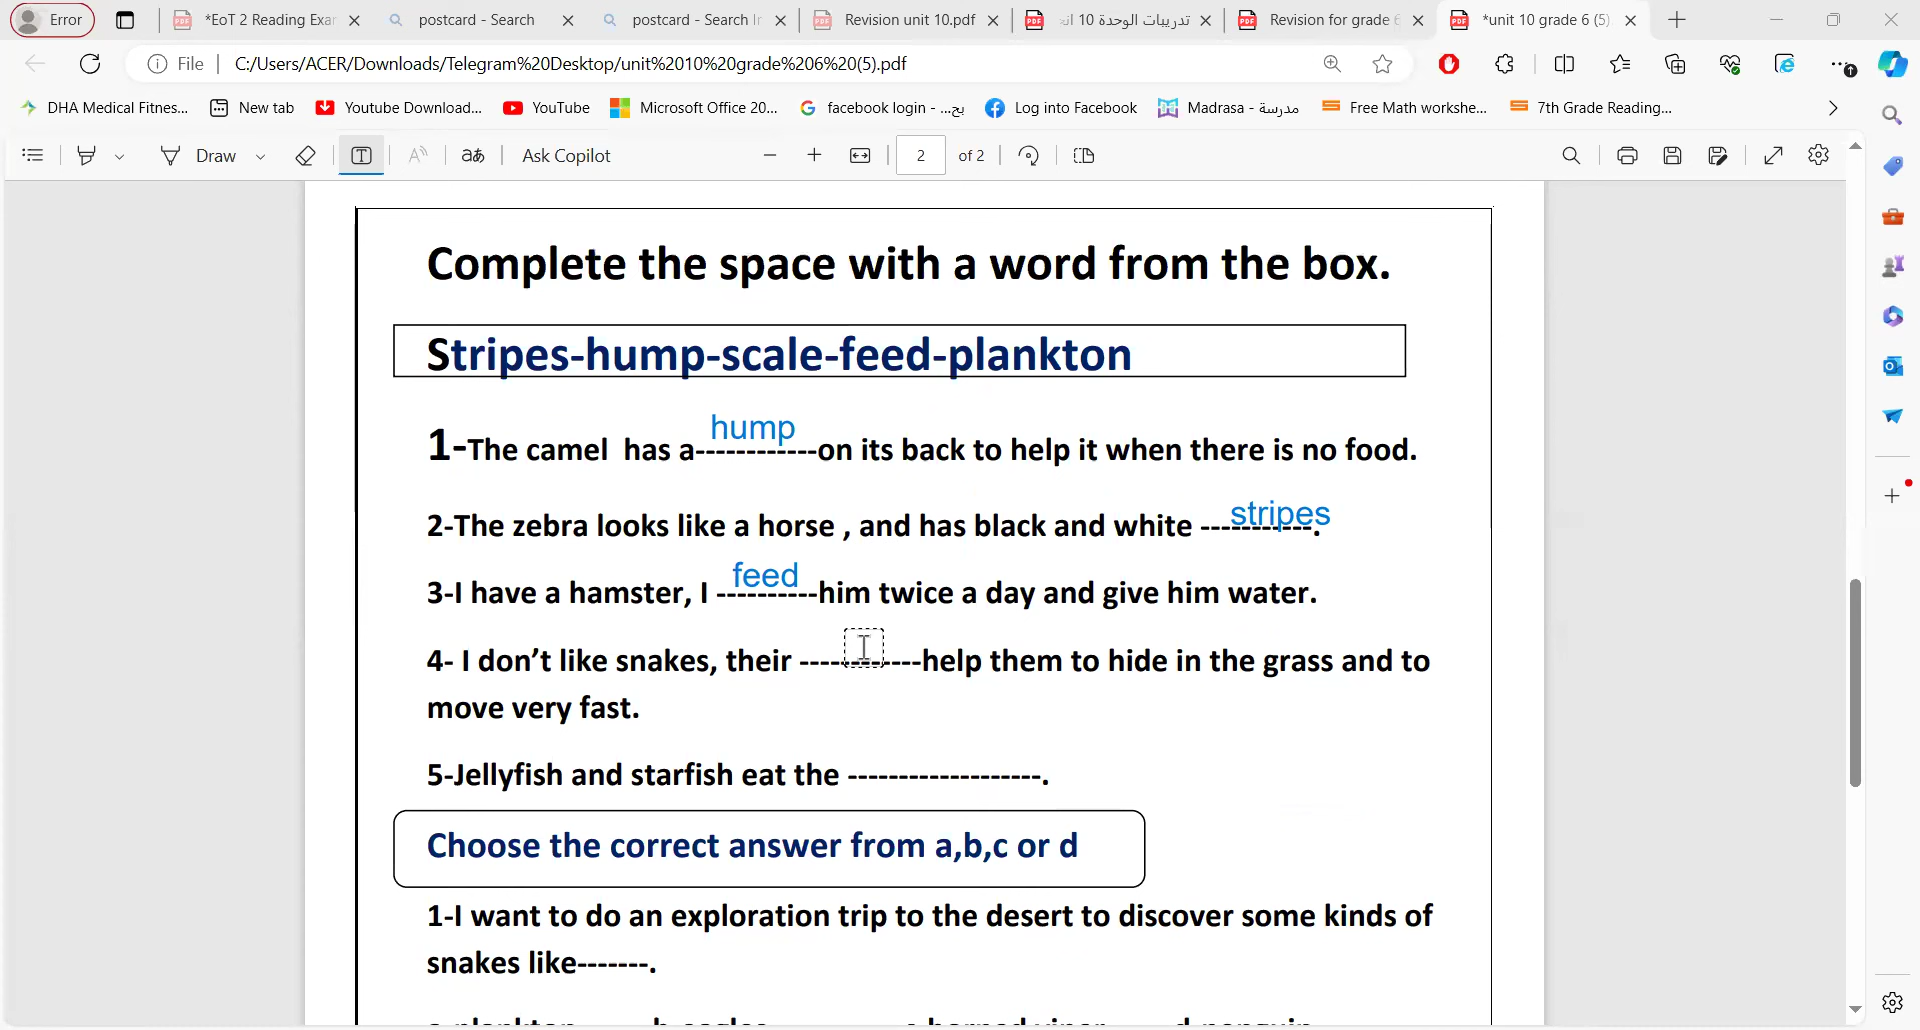 Error
*EoT 2 Reading Exar
postcard - Search
postcard - Search Ir
Revision unit 10.pdf
تدريبات الوحدة 10 انج
Revision for grade 6
*unit 10 grade 6 (5)
File
C:/Users/ACER/Downloads/Telegram%20Desktop/unit%2010%20grade%206%20(5).pdf
DHA Medical Fitnes...
New tab
Youtube Download...
YouTube
Microsoft Office 20...
facebook login - ...بح
Log into Facebook
Madrasa - مدرسة
Free Math workshe...
7th Grade Reading...
Draw
aあ
Ask Copilot
2 of 2
Complete the space with a word from the box.
Stripes-hump-scale-feed-plankton
hump
1-The camel has a------------on its back to help it when there is no food.
stripes
2-The zebra looks like a horse , and has black and white -----------.
feed
3-I have a hamster, I ----------him twice a day and give him water.
4- I don’t like snakes, their ------------help them to hide in the grass and to
move very fast.
5-Jellyfish and starfish eat the -------------------.
Choose the correct answer from a,b,c or d
1-I want to do an exploration trip to the desert to discover some kinds of
snakes like-------.